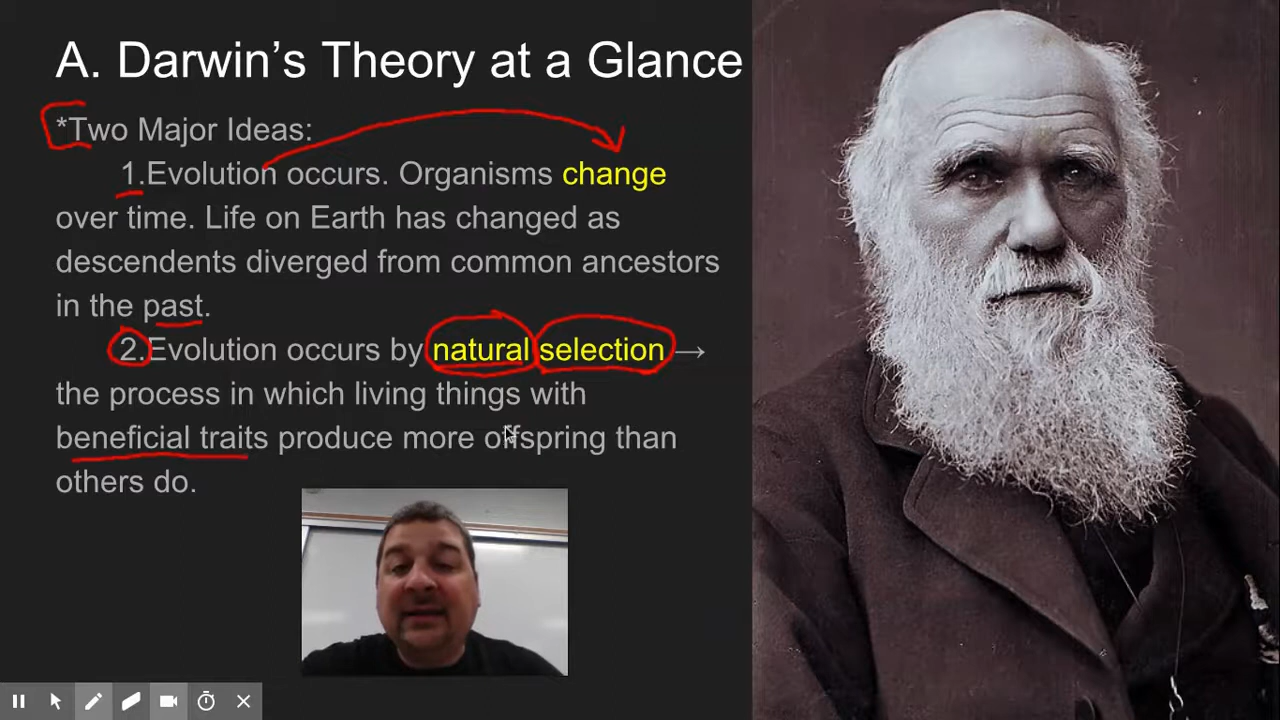 A. Darwin’s Theory at a Glance
*Two Major Ideas:
1.Evolution occurs. Organisms change
over time. Life on Earth has changed as
descendents diverged from common ancestors
in the past.
2.Evolution occurs by natural selection →
the process in which living things with
beneficial traits produce more offspring than
others do.